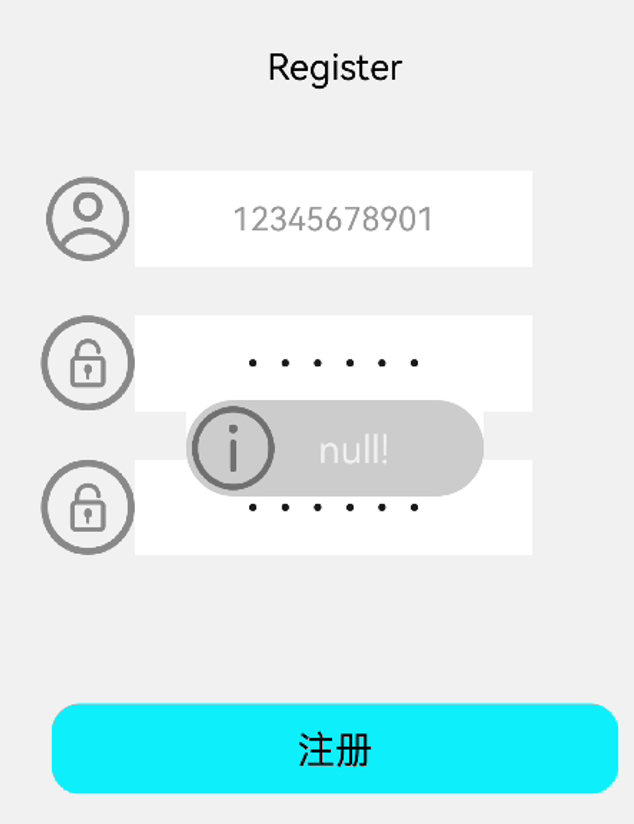 Register
12345678901
••••••
null!
••••••
注册